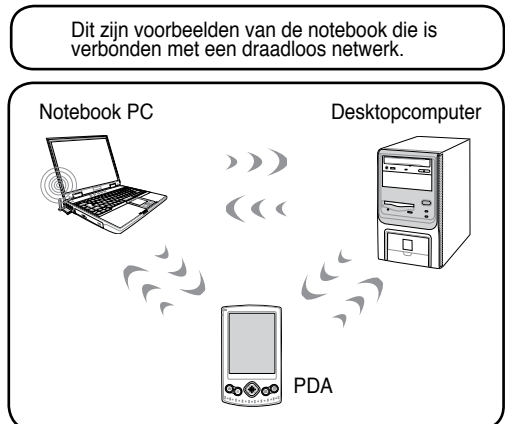 Dit zijn voorbeelden van de notebook die is
verbonden met een draadloos netwerk.
Notebook PC
Desktopcomputer
PDA